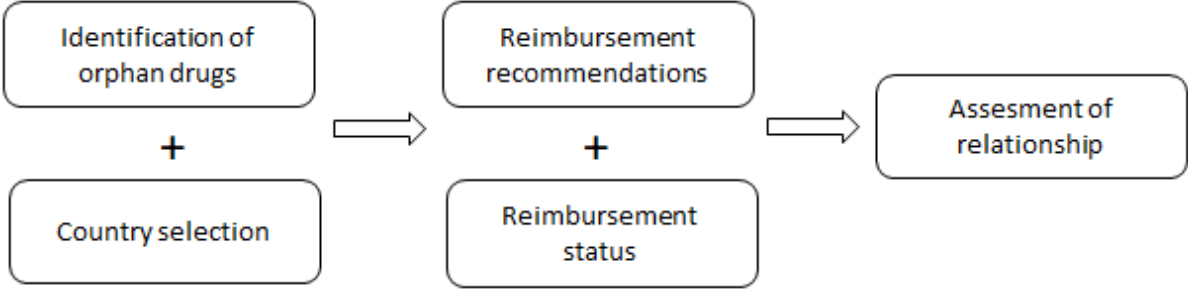 Identification of
orphan drugs
+
Country selection
Reimbursement
recommendations
+
Reimbursement
status
Assesment of
relationship